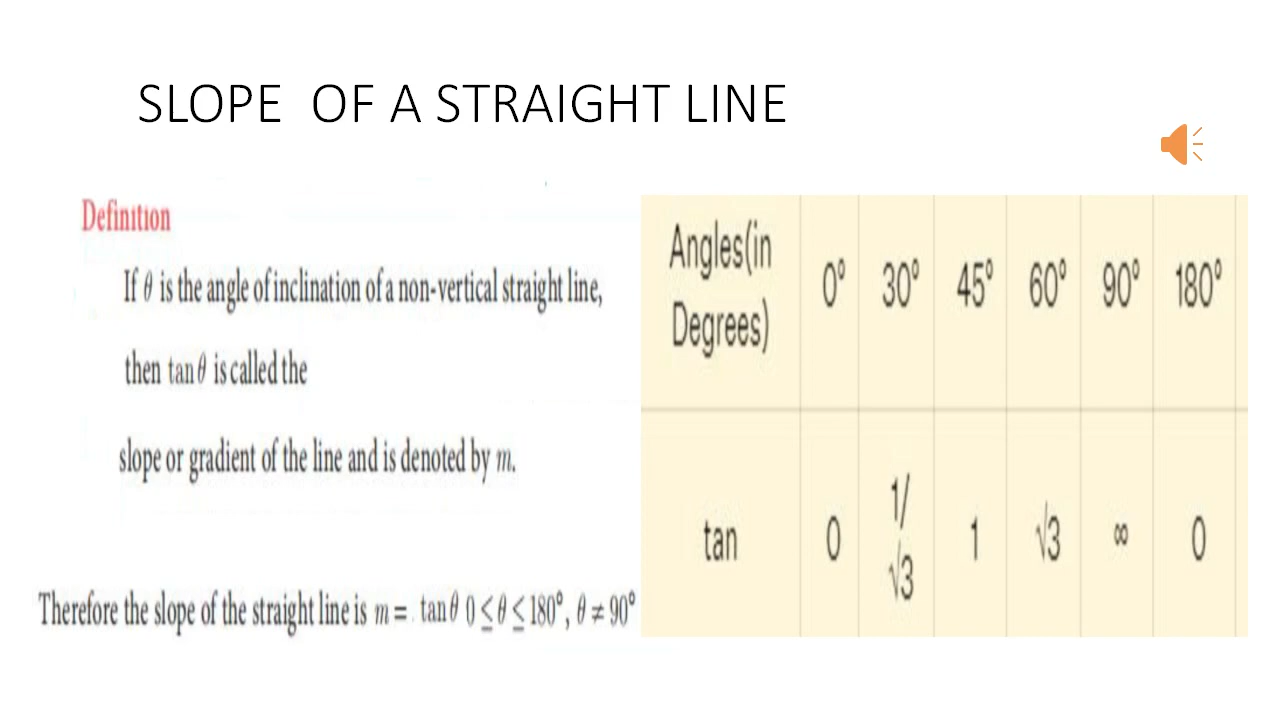 SLOPE OF A STRAIGHT LINE
Definition
If θ is the angle of inclination of a non-vertical straight line,
then tanθ is called the
slope or gradient of the line and is denoted by m.
Therefore the slope of the straight line is m = tanθ 0 ≤ θ ≤ 180°, θ ≠ 90°
Angles(in Degrees) 0° 30° 45° 60° 90° 180°
tan 0 1/√3 1 √3 ∞ 0